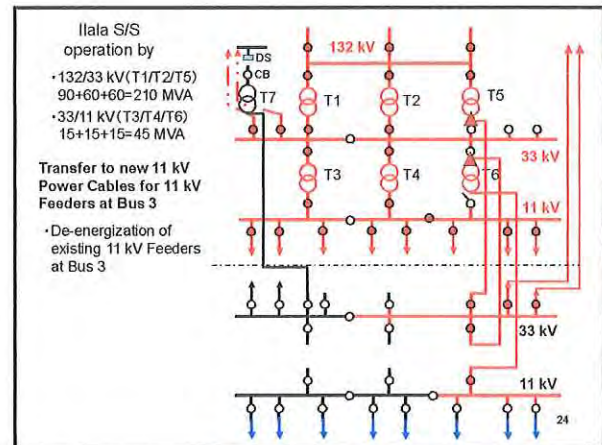 Ilala S/S
operation by
・132/33 kV(T1/T2/T5)
90+60+60=210 MVA
・33/11 kV(T3/T4/T6)
15+15+15=45 MVA
Transfer to new 11 kV
Power Cables for 11 kV
Feeders at Bus 3
・De-energization of
existing 11 kV Feeders
at Bus 3
DS
CB
T7
132 kV
T1
T2
T5
33 kV
T3
T4
T6
11 kV
33 kV
11 kV
24